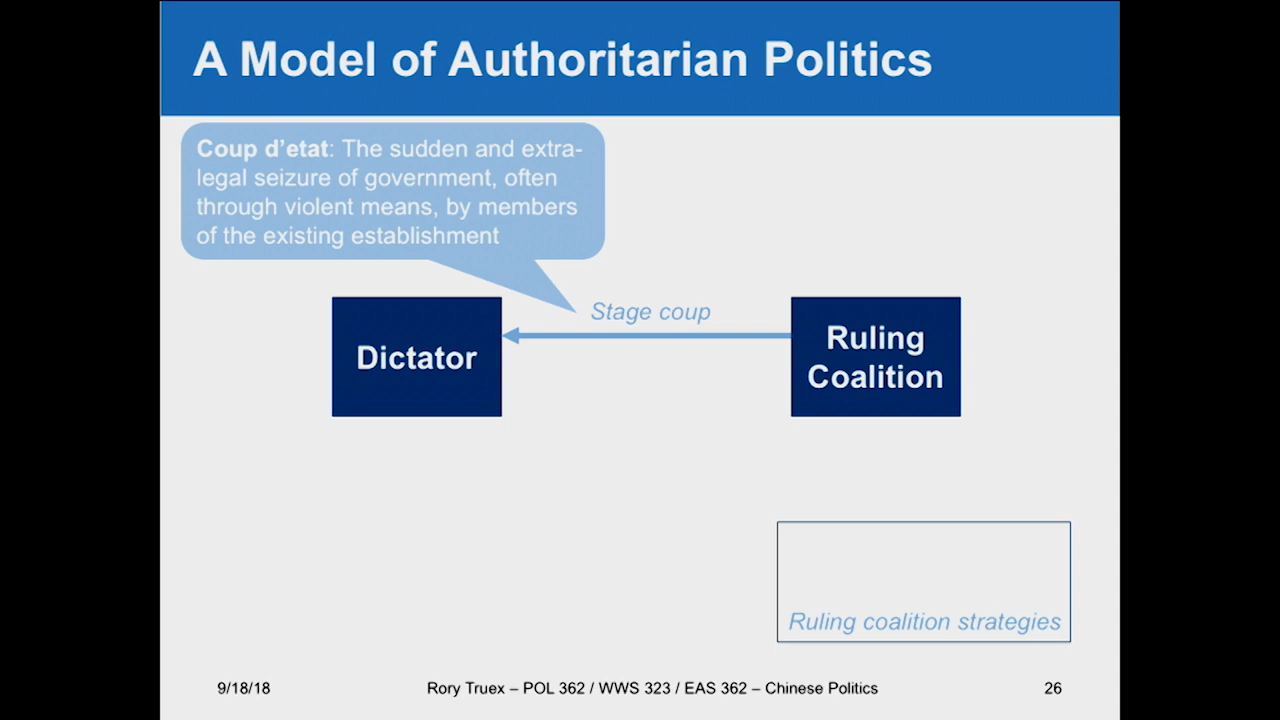 A Model of Authoritarian Politics
Coup d’etat: The sudden and extra-
legal seizure of government, often
through violent means, by members
of the existing establishment
Stage coup
Dictator
Ruling
Coalition
Ruling coalition strategies
9/18/18
Rory Truex – POL 362 / WWS 323 / EAS 362 – Chinese Politics
26